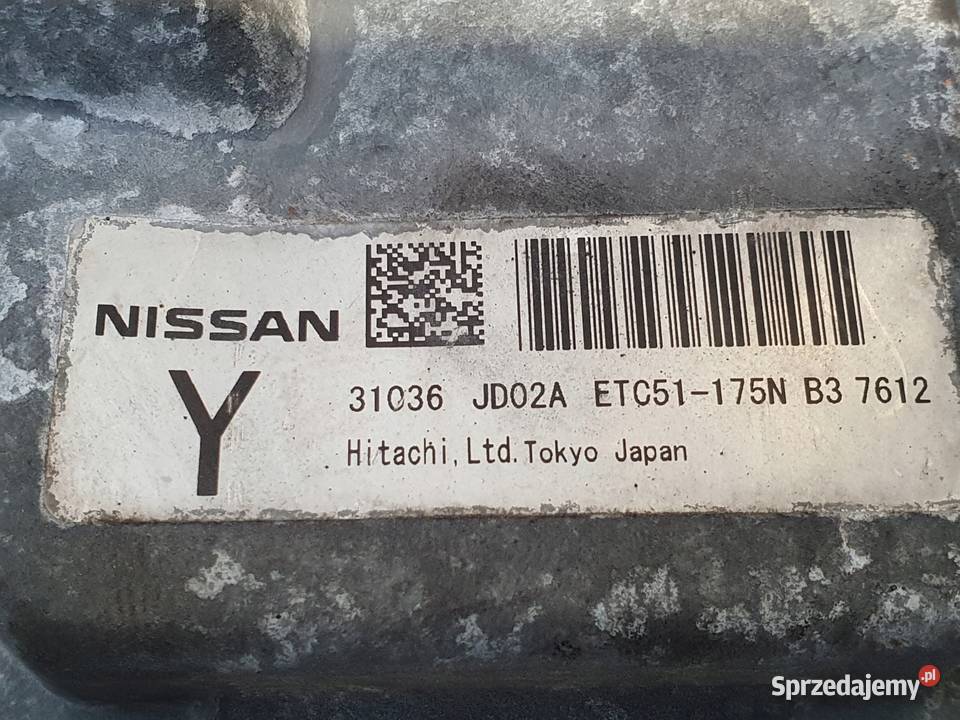 NISSAN
Y
31036 JD02A ETC51-175N B3 7612
Hitachi, Ltd. Tokyo Japan
Sprzedajemy.pl